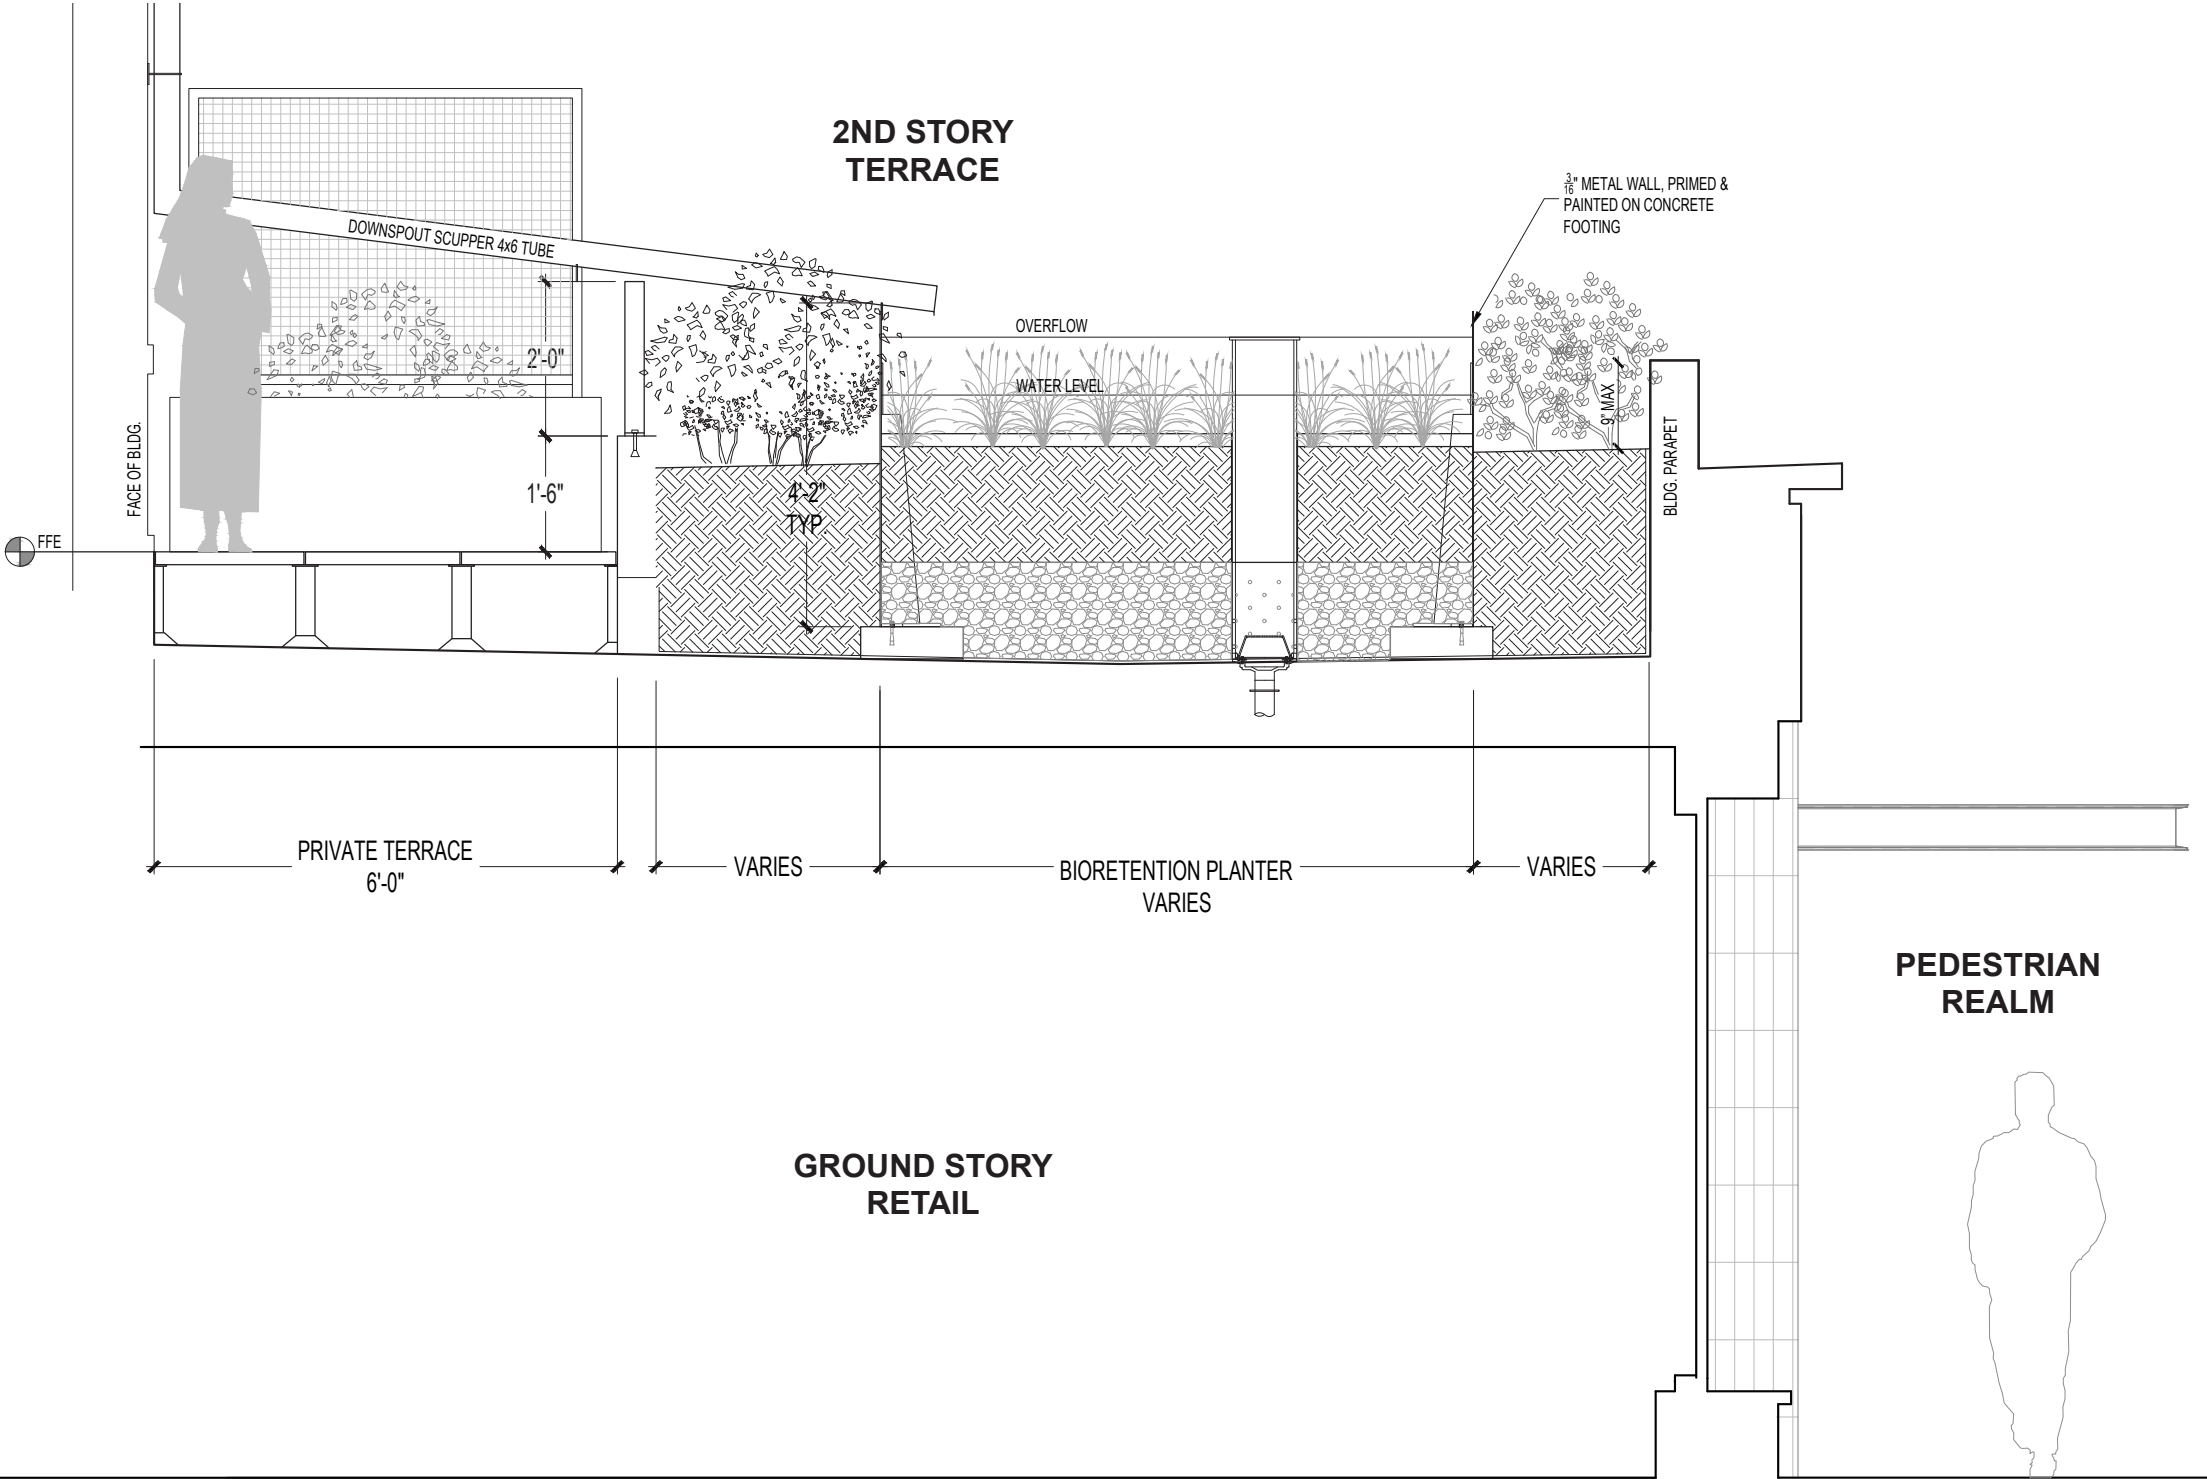 2ND STORY
TERRACE
3/16" METAL WALL, PRIMED &
PAINTED ON CONCRETE
FOOTING
DOWNSPOUT SCUPPER 4x6 TUBE
OVERFLOW
2'-0"
WATER LEVEL
9" MAX
FACE OF BLDG.
BLDG. PARAPET
1'-6"
4'-2"
TYP.
FFE
PRIVATE TERRACE
6'-0"
VARIES
BIORETENTION PLANTER
VARIES
VARIES
PEDESTRIAN
REALM
GROUND STORY
RETAIL